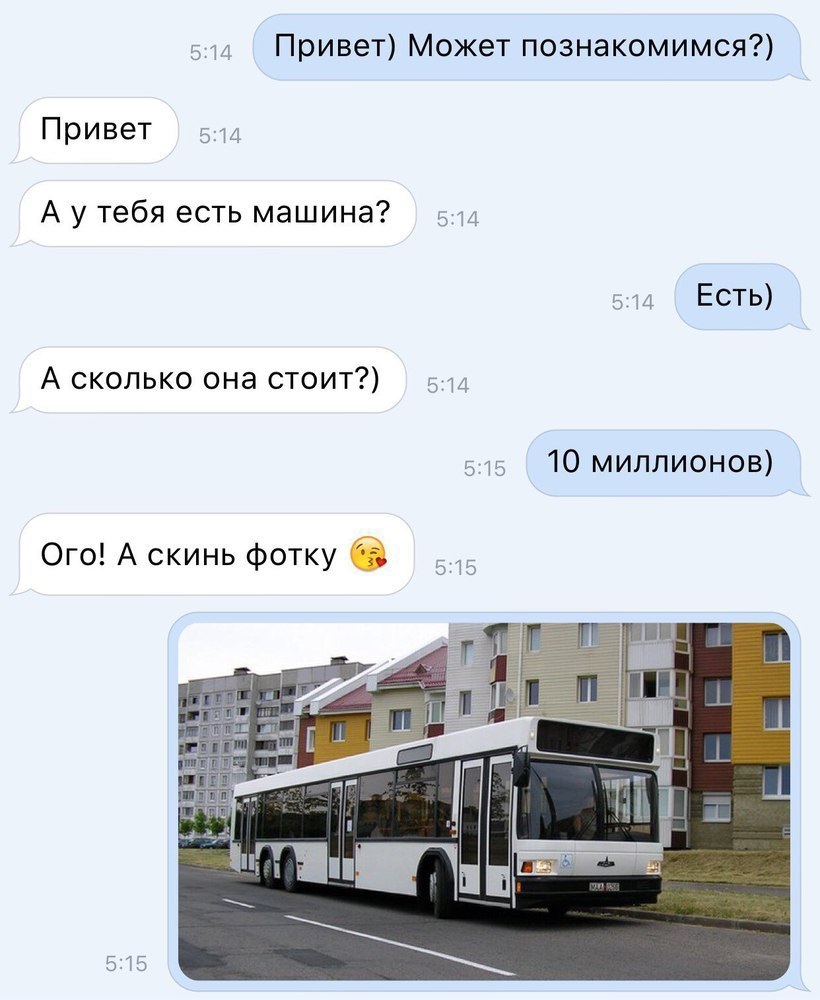 5:14 Привет) Может познакомимся?)
Привет 5:14
А у тебя есть машина? 5:14
5:14 Есть)
А сколько она стоит?) 5:14
5:15 10 миллионов)
Ого! А скинь фотку 😘 5:15
5:15